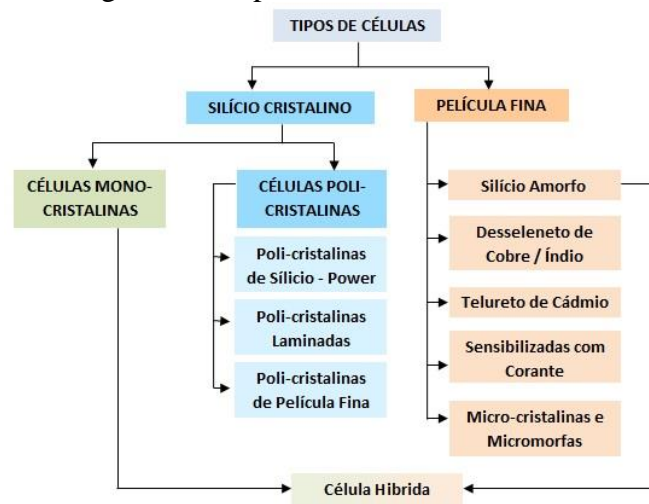 TIPOS DE CÉLULAS
SILÍCIO CRISTALINO
PELÍCULA FINA
CÉLULAS MONO-
CRISTALINAS
CÉLULAS POLI-
CRISTALINAS
Poli-cristalinas
de Sílicio - Power
Poli-cristalinas
Laminadas
Poli-cristalinas
de Película Fina
Silício Amorfo
Desseleneto de
Cobre / Índio
Telureto de Cádmio
Sensibilizadas com
Corante
Micro-cristalinas e
Micromorfas
Célula Hibrida